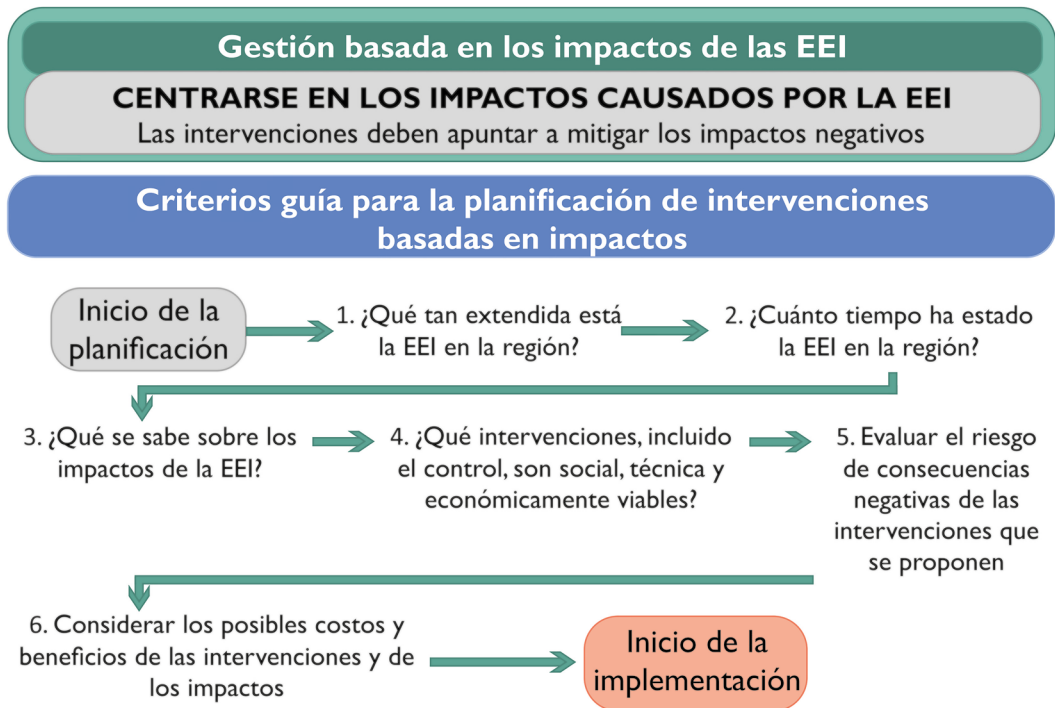 Gestión basada en los impactos de las EEI
CENTRARSE EN LOS IMPACTOS CAUSADOS POR LA EEI
Las intervenciones deben apuntar a mitigar los impactos negativos
Criterios guía para la planificación de intervenciones
basadas en impactos
Inicio de la
planificación
1. ¿Qué tan extendida está
la EEI en la región?
2. ¿Cuánto tiempo ha estado
la EEI en la región?
3. ¿Qué se sabe sobre los
impactos de la EEI?
4. ¿Qué intervenciones, incluido
el control, son social, técnica y
económicamente viables?
5. Evaluar el riesgo
de consecuencias
negativas de las
intervenciones que
se proponen
6. Considerar los posibles costos y
beneficios de las intervenciones y de
los impactos
Inicio de la
implementación